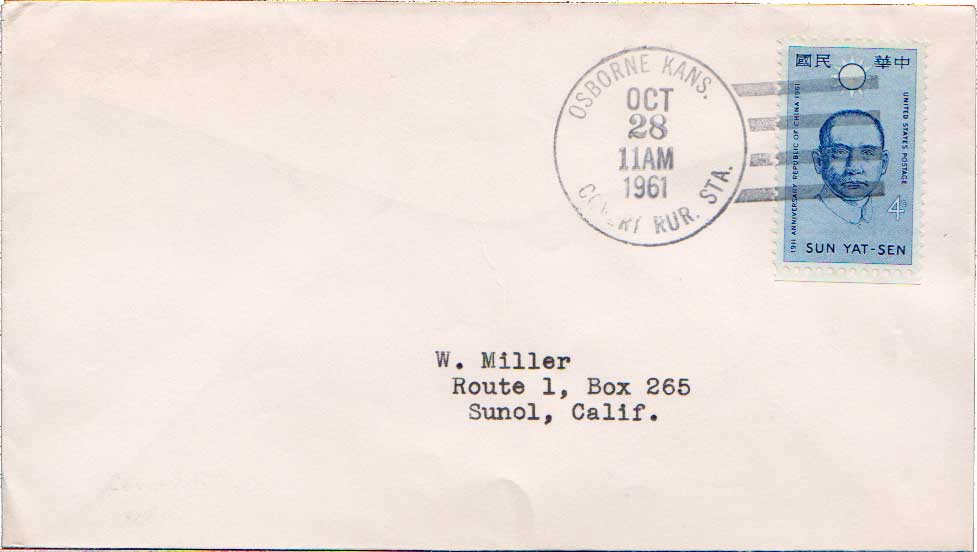 OSBORNE KANS.
OCT
28
11AM
1961
COVERT RUR. STA.
中華
民國
1911 ANNIVERSARY REPUBLIC OF CHINA 1961
UNITED STATES POSTAGE
4¢
SUN YAT-SEN
W. Miller
Route 1, Box 265
Sunol, Calif.